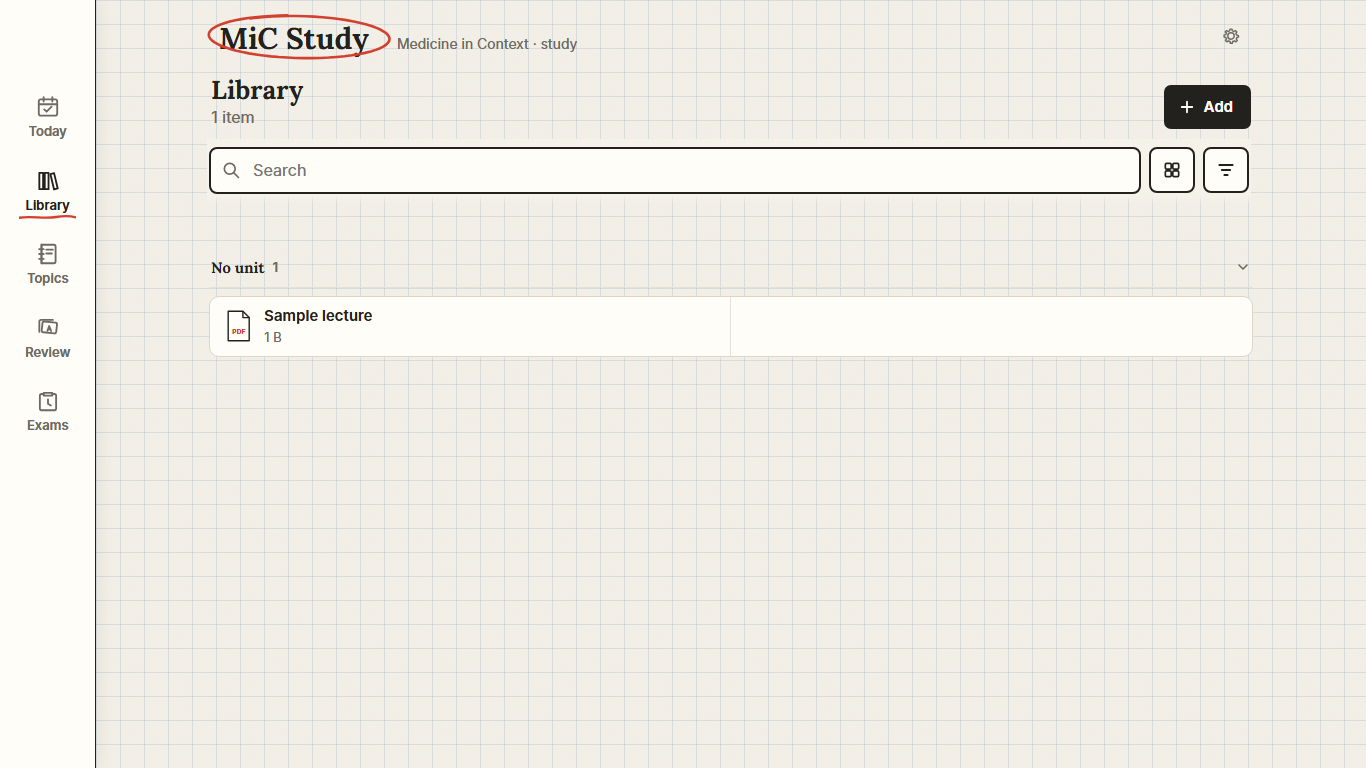 MiC Study Medicine in Context · study
Today
Library
Topics
Review
Exams
Library
1 item
+ Add
Search
No unit 1
PDF
Sample lecture
1 B